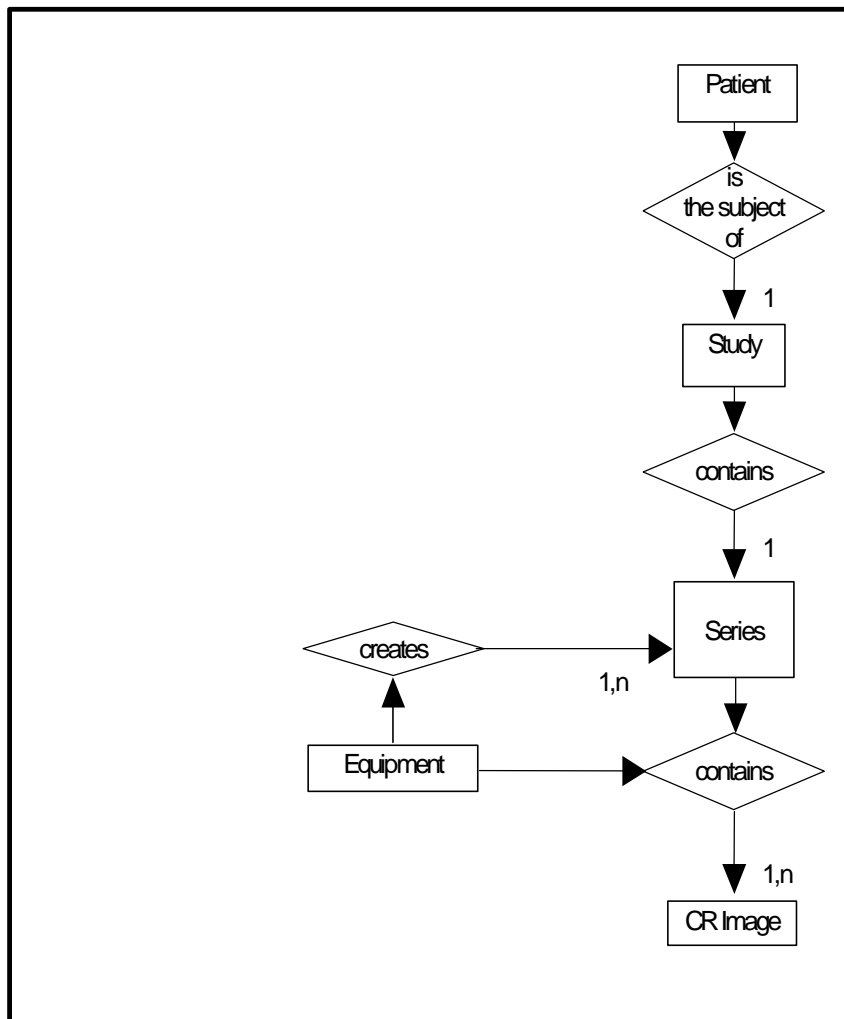 Patient
is
the subject
of
1
Study
contains
1
Series
creates
1,n
Equipment
contains
1,n
CR Image